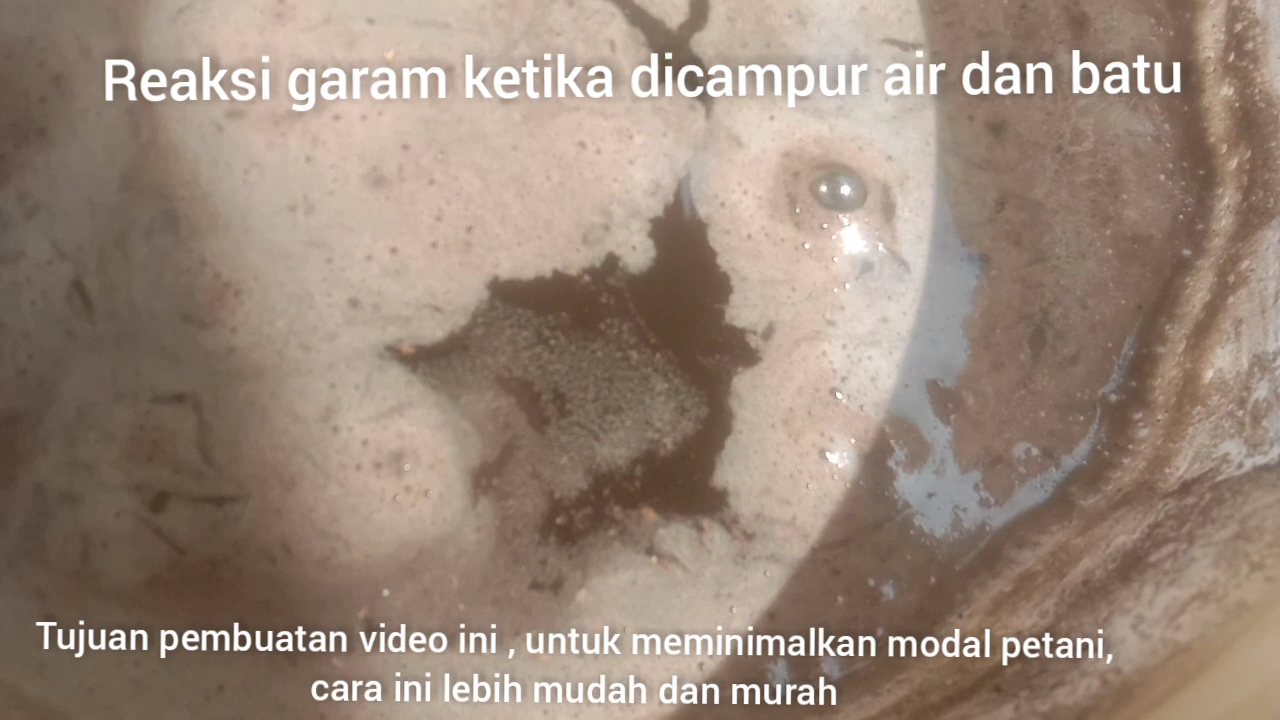 Reaksi garam ketika dicampur air dan batu
Tujuan pembuatan video ini , untuk meminimalkan modal petani,
cara ini lebih mudah dan murah